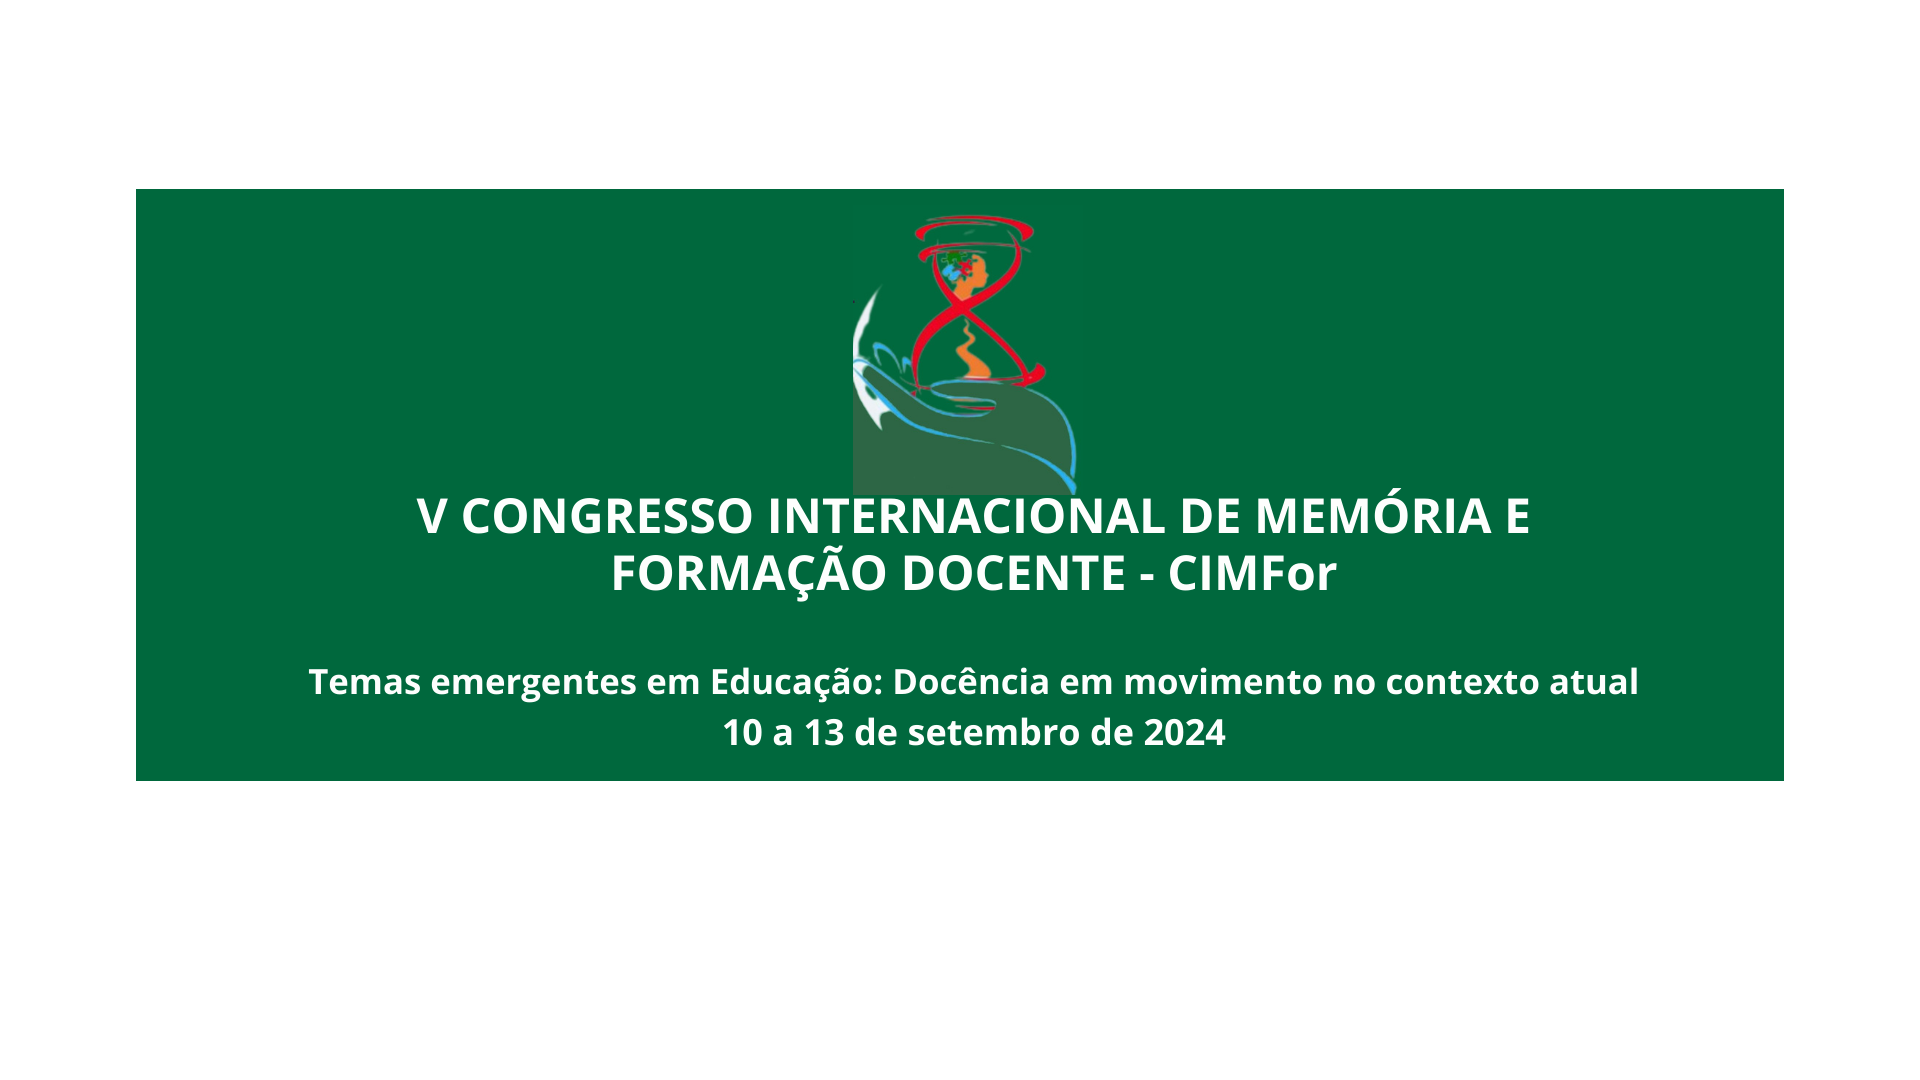 V CONGRESSO INTERNACIONAL DE MEMÓRIA E
FORMAÇÃO DOCENTE - CIMFor
Temas emergentes em Educação: Docência em movimento no contexto atual
10 a 13 de setembro de 2024